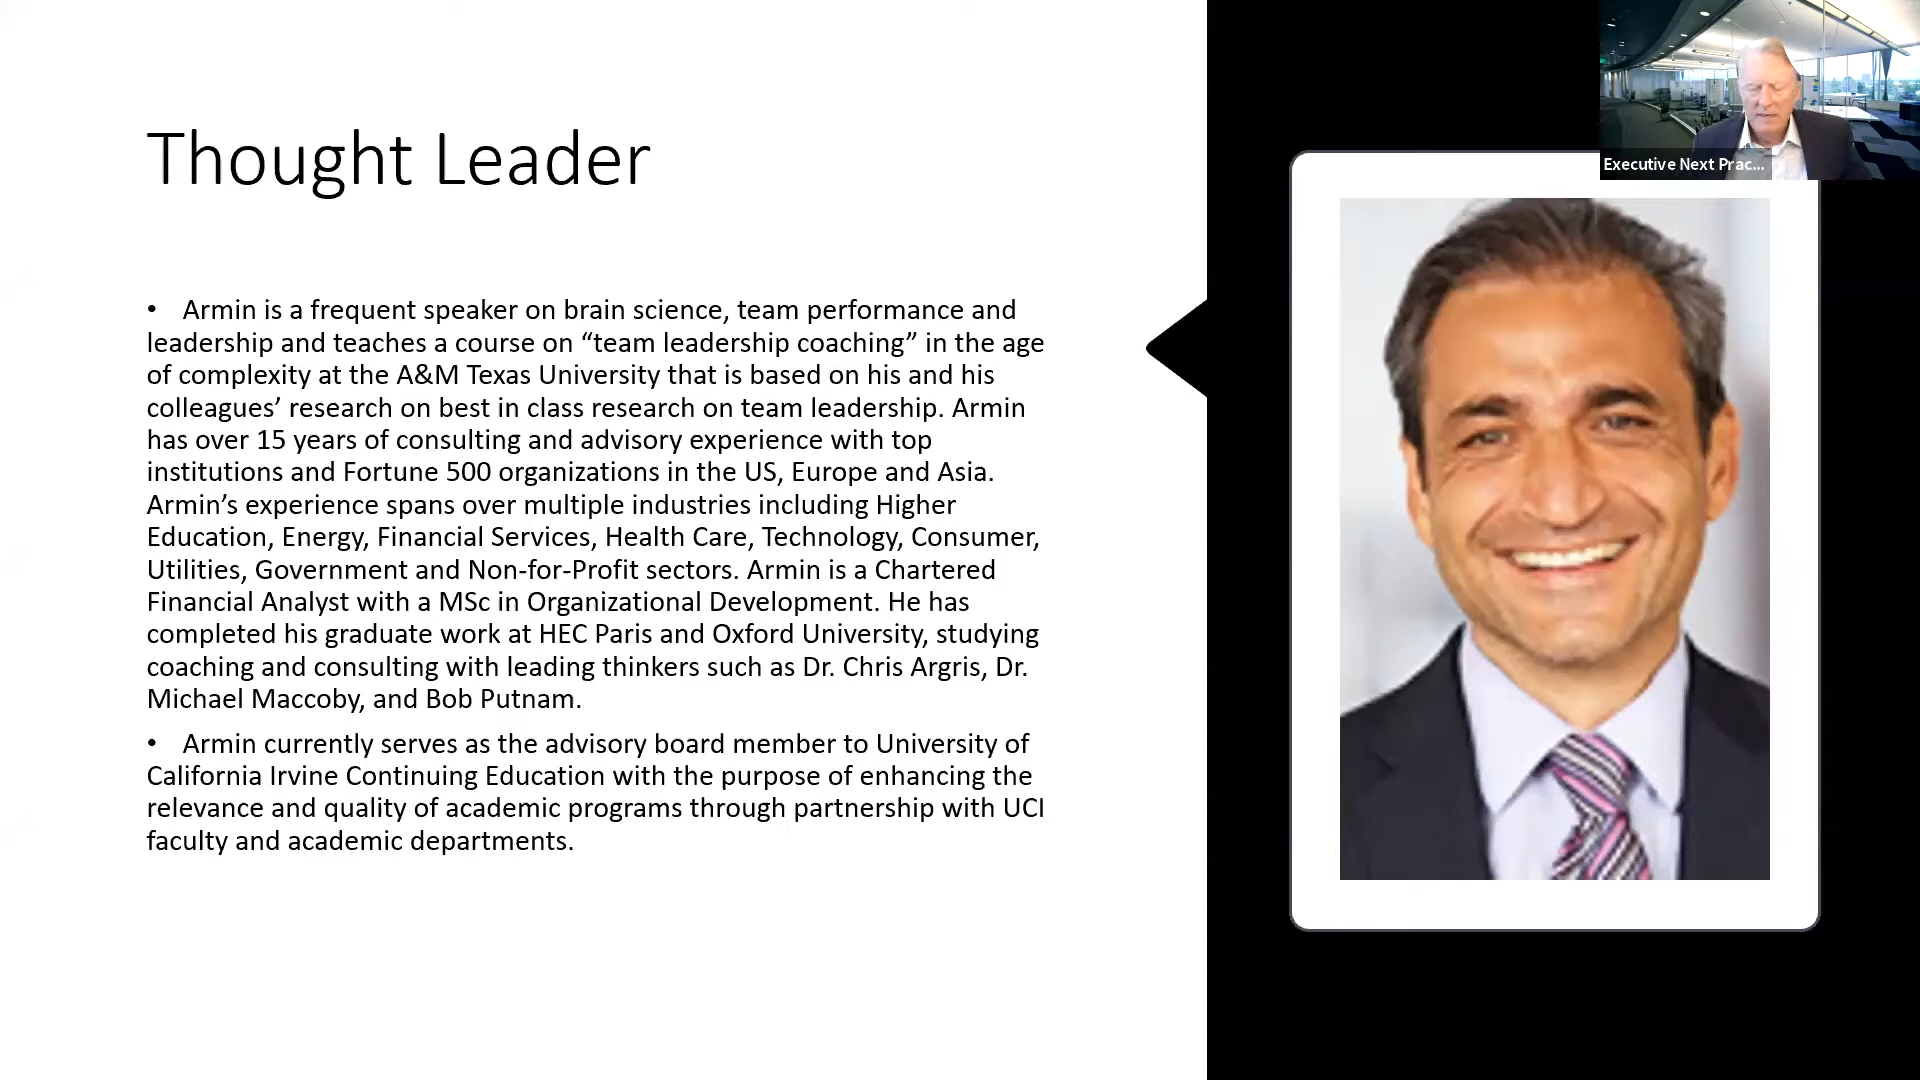 Thought Leader
• Armin is a frequent speaker on brain science, team performance and
leadership and teaches a course on “team leadership coaching” in the age
of complexity at the A&M Texas University that is based on his and his
colleagues’ research on best in class research on team leadership. Armin
has over 15 years of consulting and advisory experience with top
institutions and Fortune 500 organizations in the US, Europe and Asia.
Armin’s experience spans over multiple industries including Higher
Education, Energy, Financial Services, Health Care, Technology, Consumer,
Utilities, Government and Non-for-Profit sectors. Armin is a Chartered
Financial Analyst with a MSc in Organizational Development. He has
completed his graduate work at HEC Paris and Oxford University, studying
coaching and consulting with leading thinkers such as Dr. Chris Argris, Dr.
Michael Maccoby, and Bob Putnam.
• Armin currently serves as the advisory board member to University of
California Irvine Continuing Education with the purpose of enhancing the
relevance and quality of academic programs through partnership with UCI
faculty and academic departments.
Executive Next Prac...